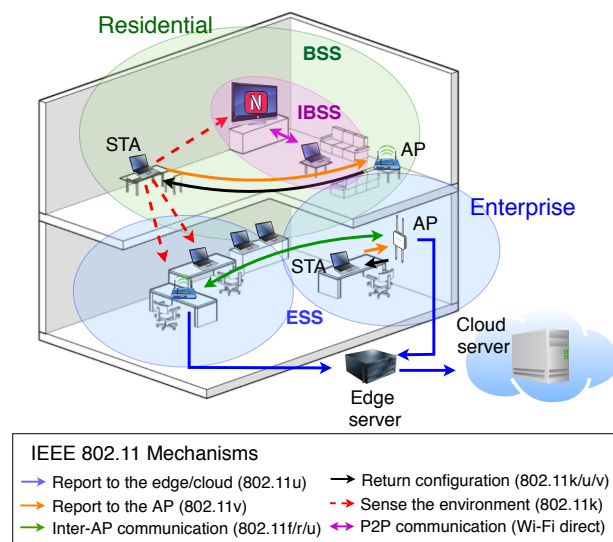 Residential
BSS
N
IBSS
STA
AP
Enterprise
AP
STA
ESS
Cloud
server
Edge
server
IEEE 802.11 Mechanisms
Report to the edge/cloud (802.11u)
Return configuration (802.11k/u/v)
Report to the AP (802.11v)
Sense the environment (802.11k)
Inter-AP communication (802.11f/r/u)
P2P communication (Wi-Fi direct)